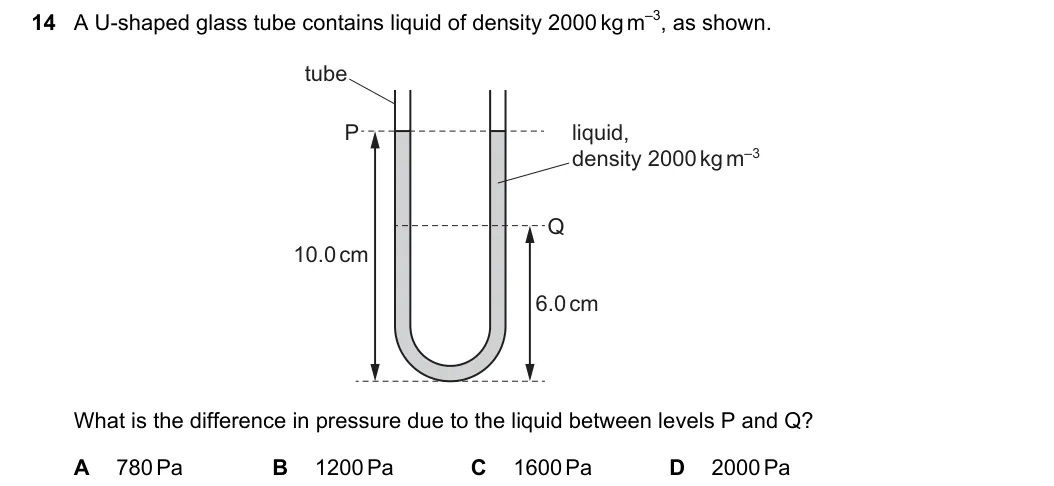 14 A U-shaped glass tube contains liquid of density 2000 kg m⁻³, as shown.
tube
P
liquid,
density 2000 kg m⁻³
Q
10.0 cm
6.0 cm
What is the difference in pressure due to the liquid between levels P and Q?
A 780 Pa B 1200 Pa C 1600 Pa D 2000 Pa